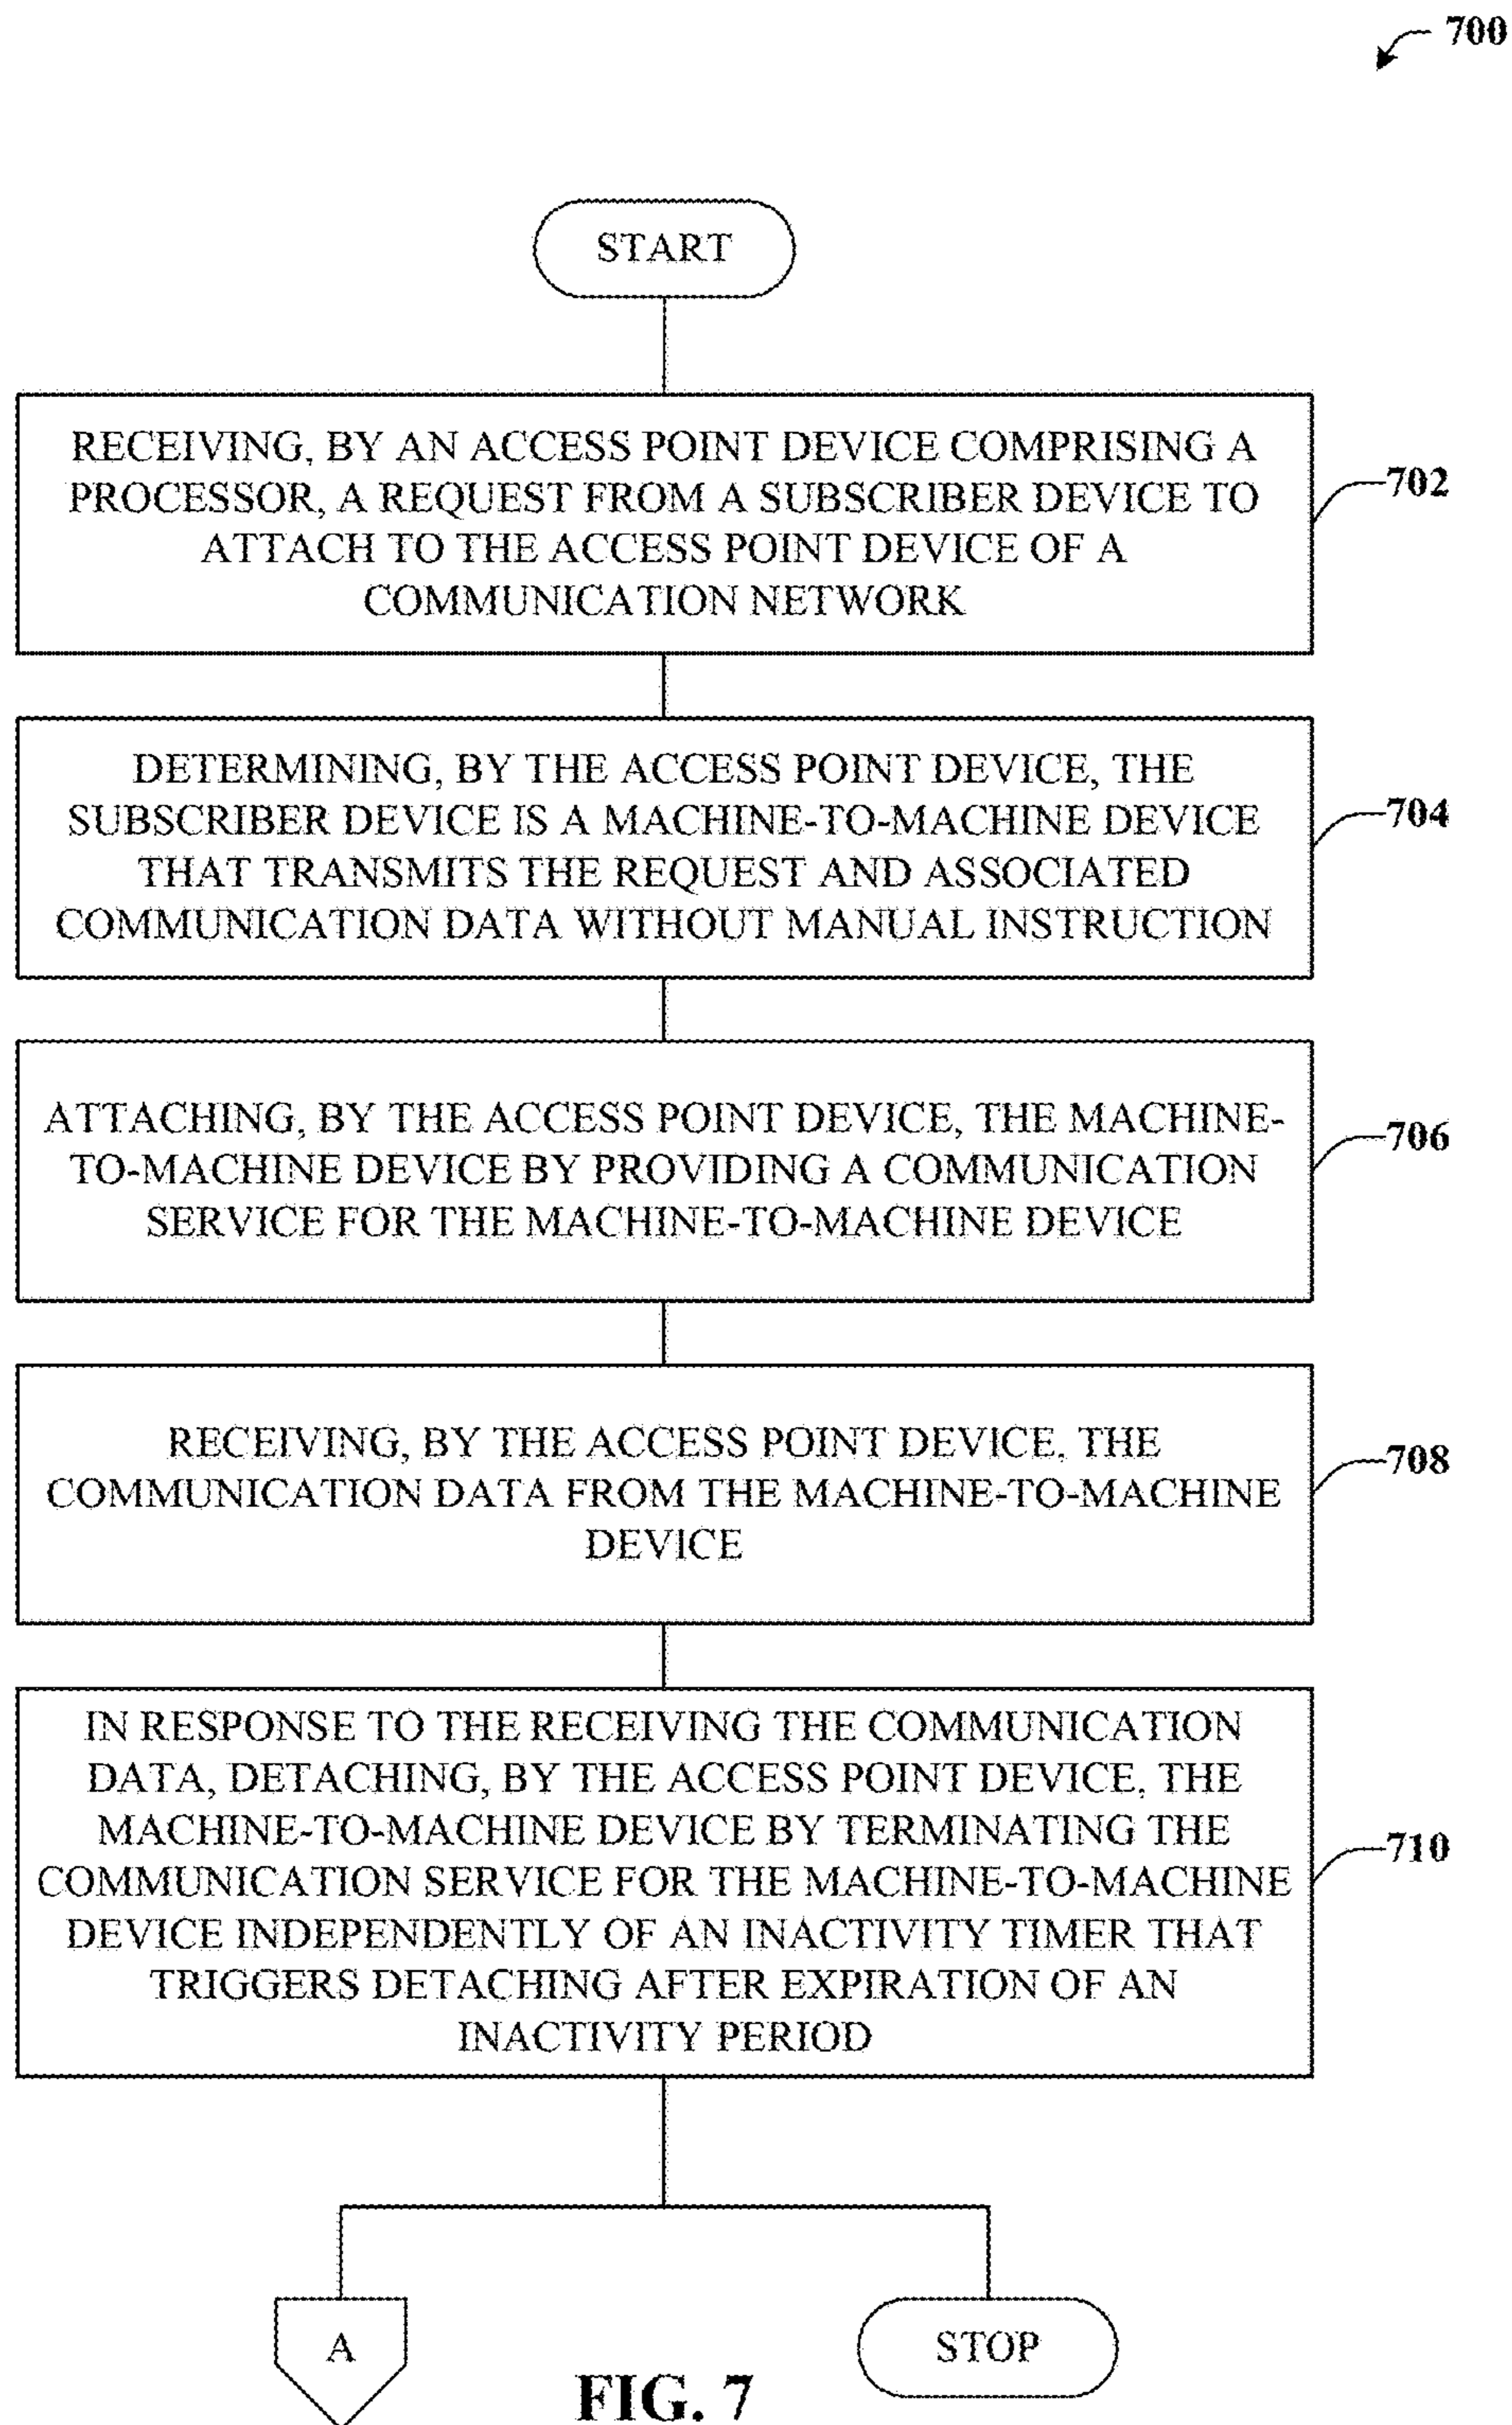 700
START
RECEIVING, BY AN ACCESS POINT DEVICE COMPRISING A
PROCESSOR, A REQUEST FROM A SUBSCRIBER DEVICE TO
ATTACH TO THE ACCESS POINT DEVICE OF A
COMMUNICATION NETWORK
702
DETERMINING, BY THE ACCESS POINT DEVICE, THE
SUBSCRIBER DEVICE IS A MACHINE-TO-MACHINE DEVICE
THAT TRANSMITS THE REQUEST AND ASSOCIATED
COMMUNICATION DATA WITHOUT MANUAL INSTRUCTION
704
ATTACHING, BY THE ACCESS POINT DEVICE, THE MACHINE-
TO-MACHINE DEVICE BY PROVIDING A COMMUNICATION
SERVICE FOR THE MACHINE-TO-MACHINE DEVICE
706
RECEIVING, BY THE ACCESS POINT DEVICE, THE
COMMUNICATION DATA FROM THE MACHINE-TO-MACHINE
DEVICE
708
IN RESPONSE TO THE RECEIVING THE COMMUNICATION
DATA, DETACHING, BY THE ACCESS POINT DEVICE, THE
MACHINE-TO-MACHINE DEVICE BY TERMINATING THE
COMMUNICATION SERVICE FOR THE MACHINE-TO-MACHINE
DEVICE INDEPENDENTLY OF AN INACTIVITY TIMER THAT
TRIGGERS DETACHING AFTER EXPIRATION OF AN
INACTIVITY PERIOD
710
A
STOP
FIG. 7